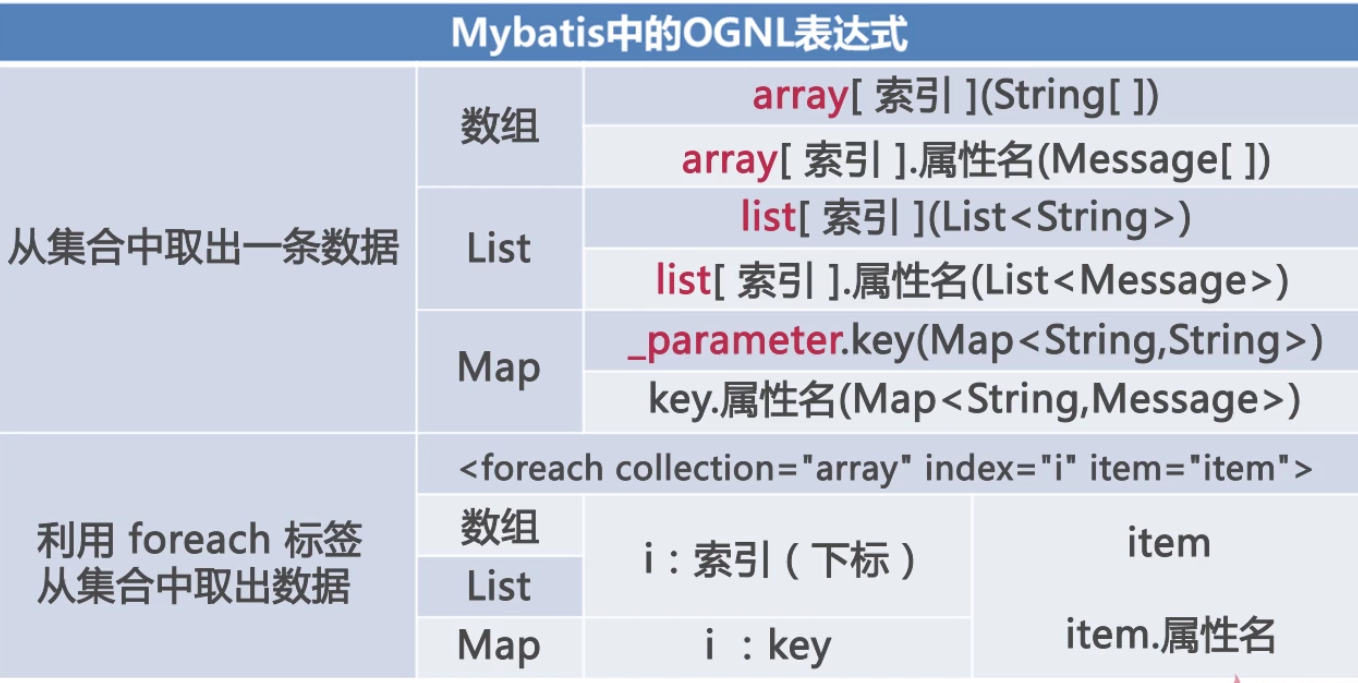 Mybatis中的OGNL表达式
从集合中取出一条数据
数组
array[ 索引 ](String[ ])
array[ 索引 ].属性名(Message[ ])
List
list[ 索引 ](List<String>)
list[ 索引 ].属性名(List<Message>)
Map
_parameter.key(Map<String,String>)
key.属性名(Map<String,Message>)
利用 foreach 标签
从集合中取出数据
<foreach collection="array" index="i" item="item">
数组
List
i：索引（下标）
Map
i ：key
item
item.属性名